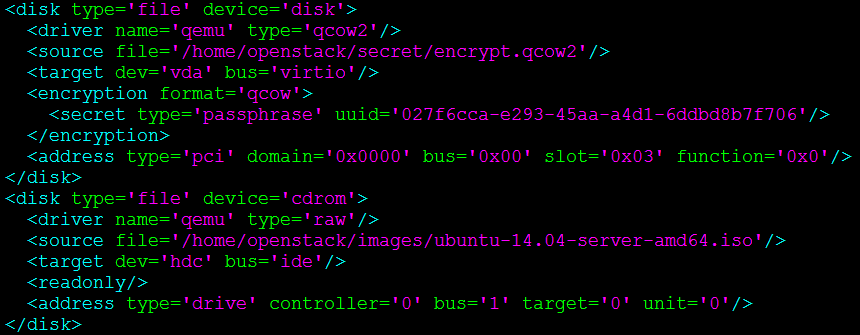 <disk type='file' device='disk'>
  <driver name='qemu' type='qcow2'/>
  <source file='/home/openstack/secret/encrypt.qcow2'/>
  <target dev='vda' bus='virtio'/>
  <encryption format='qcow'>
    <secret type='passphrase' uuid='027f6cca-e293-45aa-a4d1-6ddbd8b7f706'/>
  </encryption>
  <address type='pci' domain='0x0000' bus='0x00' slot='0x03' function='0x0'/>
</disk>
<disk type='file' device='cdrom'>
  <driver name='qemu' type='raw'/>
  <source file='/home/openstack/images/ubuntu-14.04-server-amd64.iso'/>
  <target dev='hdc' bus='ide'/>
  <readonly/>
  <address type='drive' controller='0' bus='1' target='0' unit='0'/>
</disk>